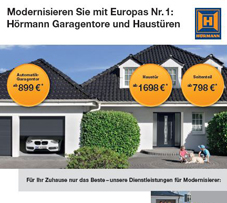 Modernisieren Sie mit Europas Nr. 1:
Hörmann Garagentore und Haustüren
HÖRMANN
Automatik-
Garagentor
ab 899 €*
Haustür
ab 1698 €*
ab 798 €*
Für Ihr Zuhause nur das Beste – unsere Dienstleistungen für Modernisierer: